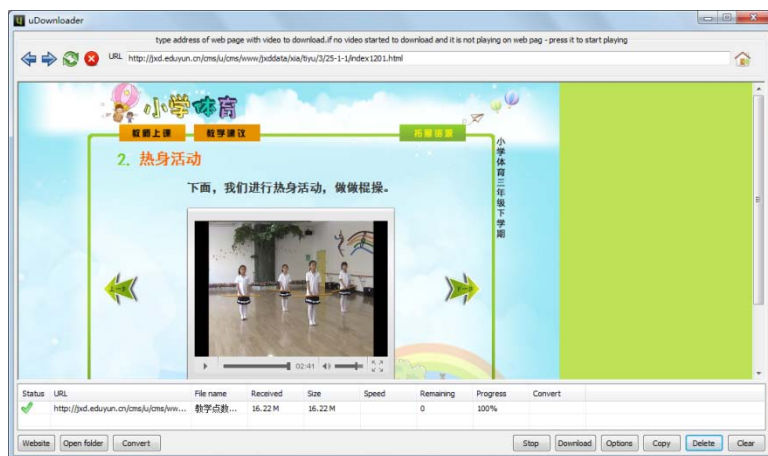 uDownloader
type address of web page with video to download.if no video started to download and it is not playing on web pag - press it to start playing
URL http://jxd.eduyun.cn/cms/u/cms/www/jxddata/xia/tiyu/3/25-1-1/index1201.html
小学体育
教师上课 教学建议 拓展资源
2. 热身活动
小学体育三年级下学期
下面，我们进行热身活动，做做棍操。
上一步 下一步
02:41
Status URL File name Received Size Speed Remaining Progress Convert
http://jxd.eduyun.cn/cms/u/cms/ww... 教学点数... 16.22 M 16.22 M 0 100%
Website Open folder Convert Stop Download Options Copy Delete Clear